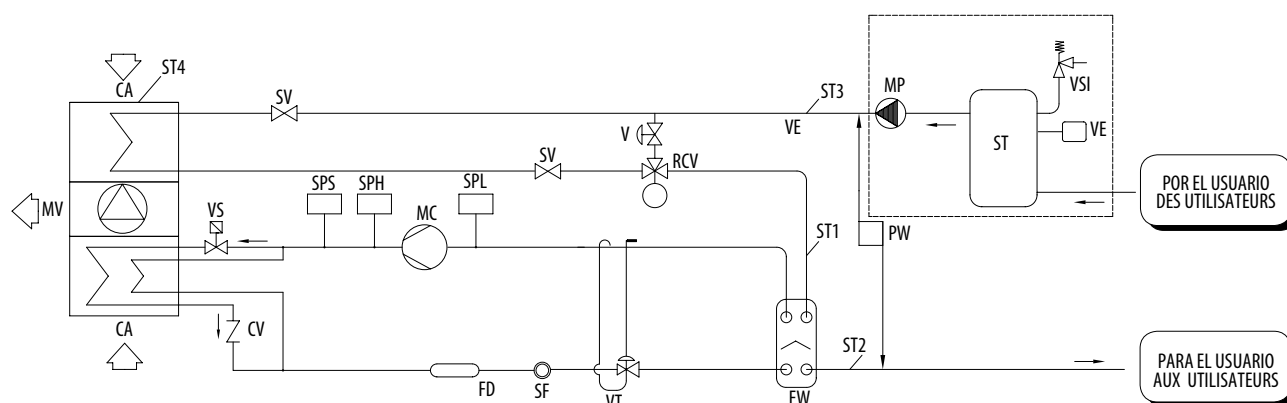 CA
ST4
SV
ST3
VE
MP
VSI
ST
VE
V
SV
RCV
POR EL USUARIO
DES UTILISATEURS
MV
VS
SPS
SPH
MC
SPL
ST1
PW
CA
CV
FD
SF
VT
EW
ST2
PARA EL USUARIO
AUX UTILISATEURS